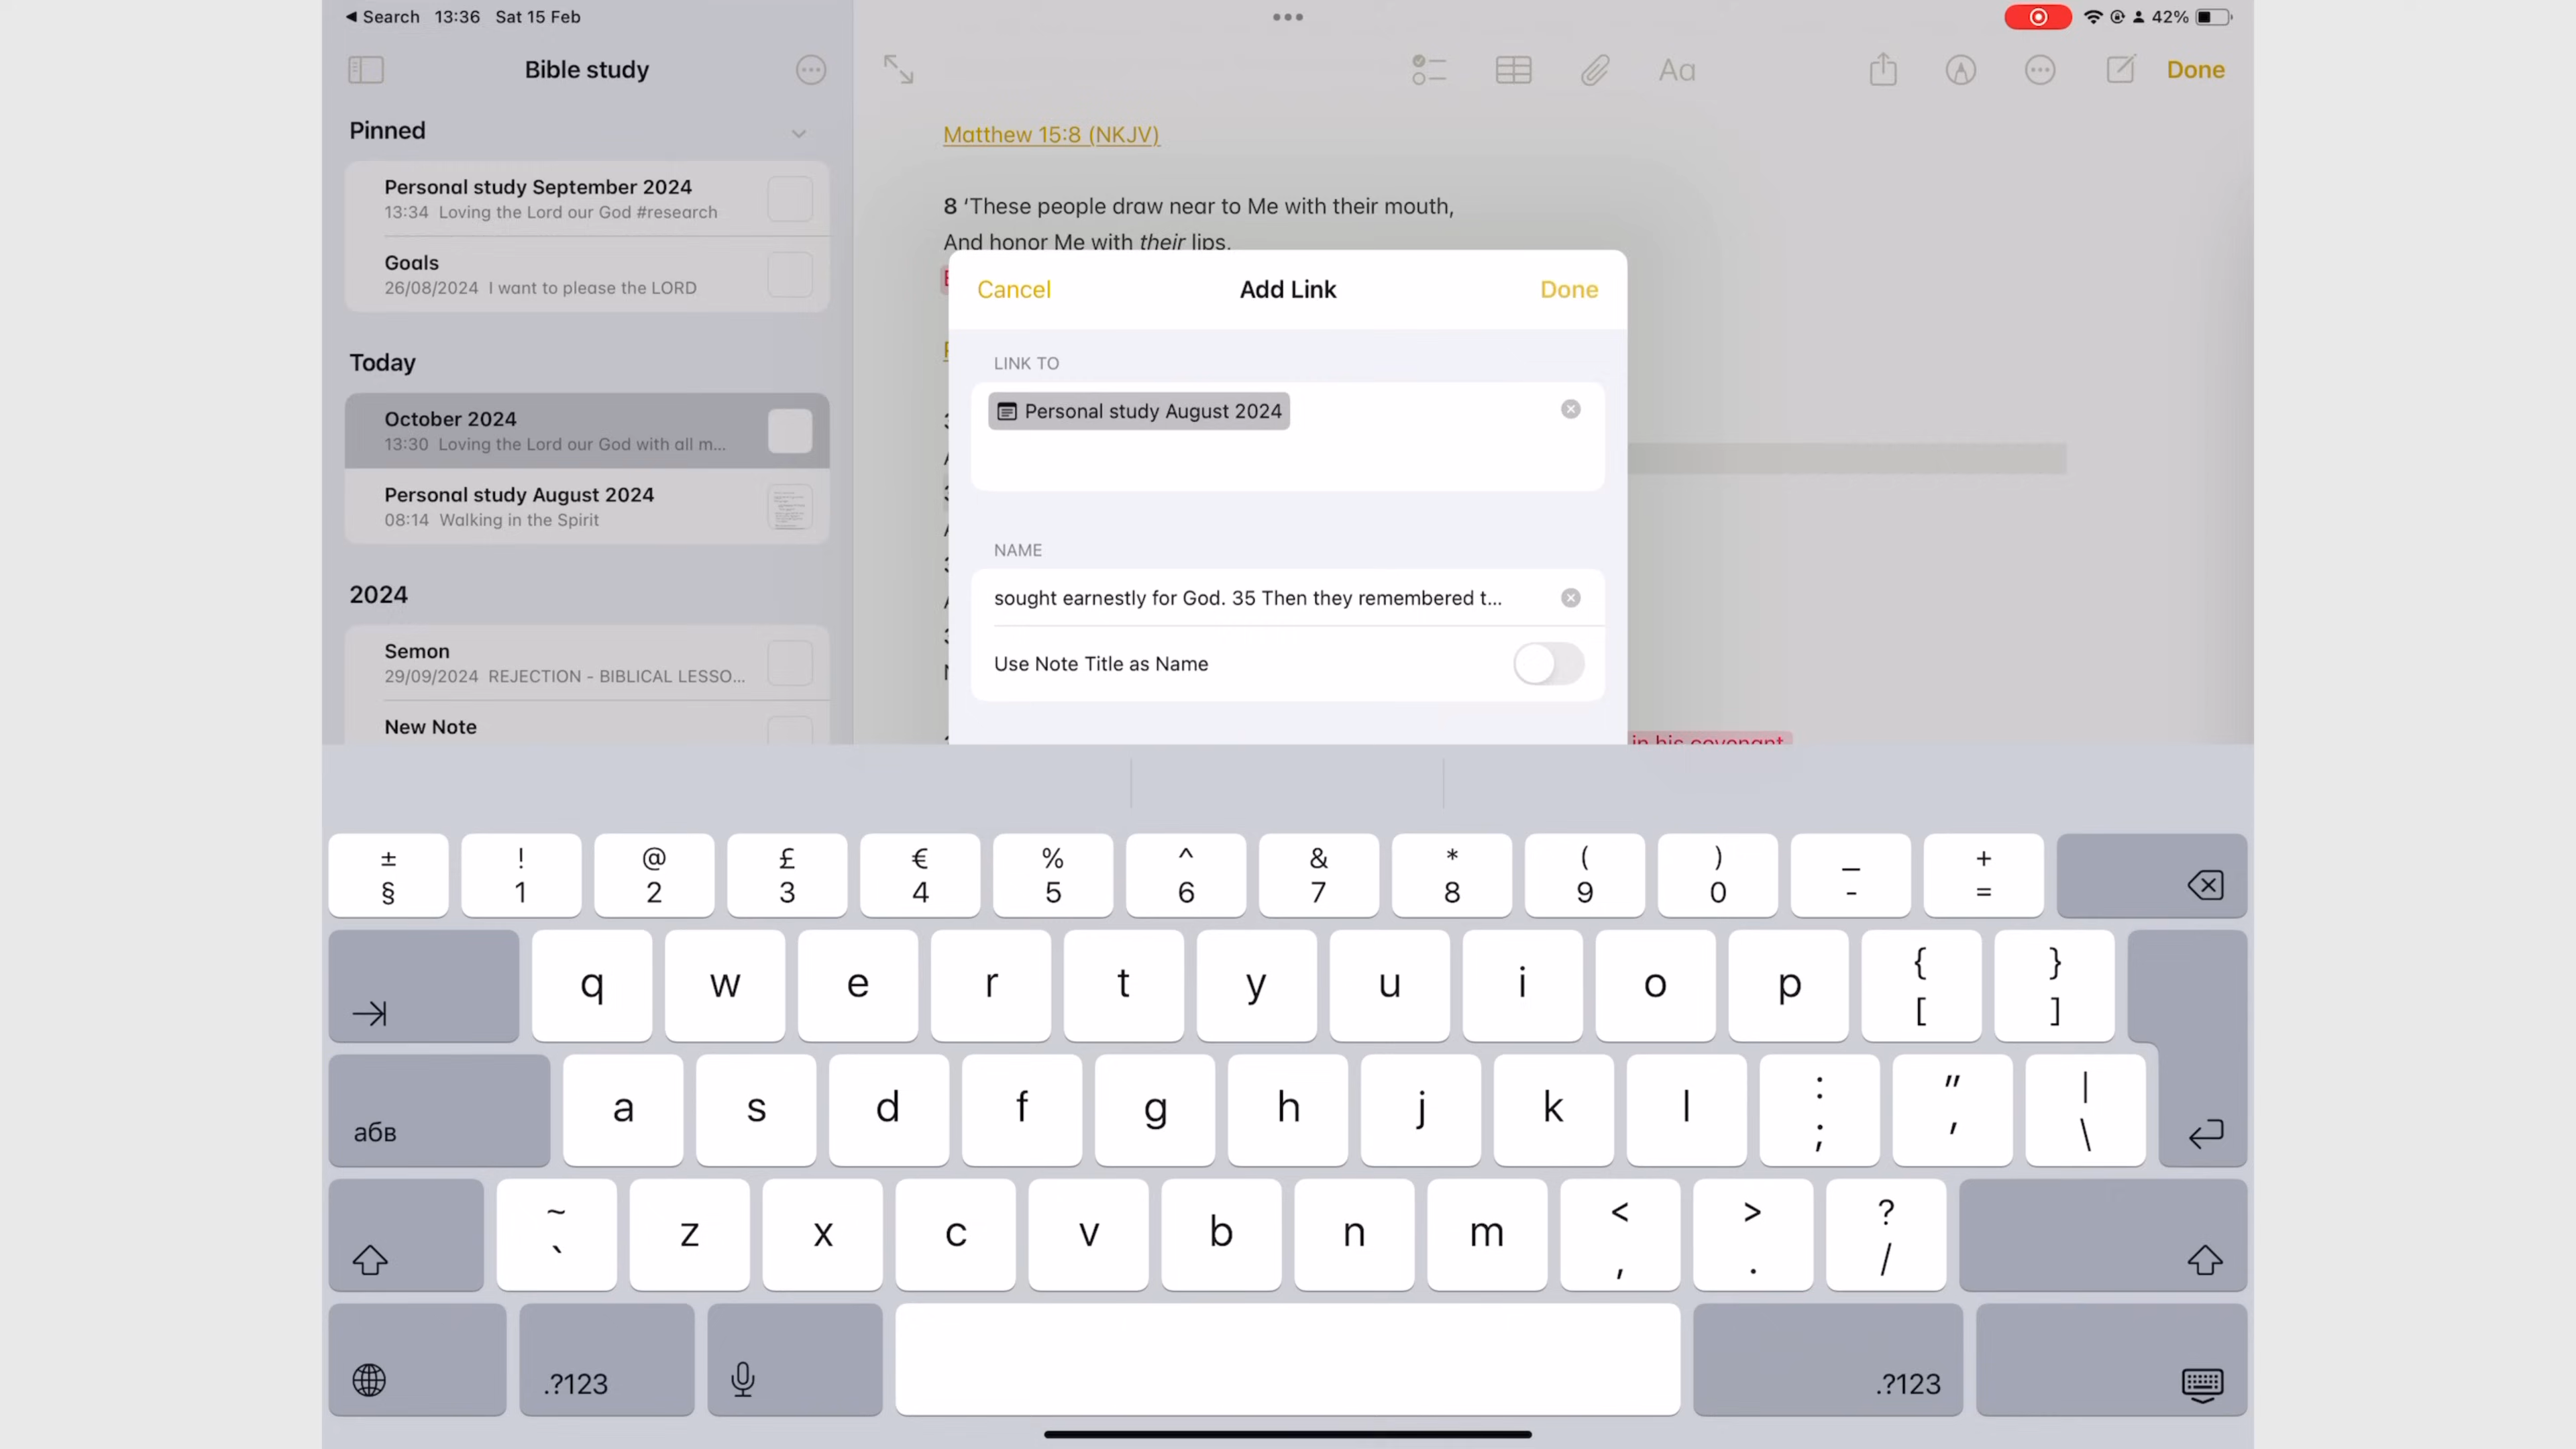 Search 13:36 Sat 15 Feb
42%
Bible study
Aa
Done
Pinned
Personal study September 2024
13:34 Loving the Lord our God #research
Goals
26/08/2024 I want to please the LORD
Today
October 2024
13:30 Loving the Lord our God with all m...
Personal study August 2024
08:14 Walking in the Spirit
2024
Semon
29/09/2024 REJECTION - BIBLICAL LESSO...
New Note
Matthew 15:8 (NKJV)
8 ‘These people draw near to Me with their mouth,
And honor Me with their lips,
Cancel
Add Link
Done
LINK TO
Personal study August 2024
NAME
sought earnestly for God. 35 Then they remembered t...
Use Note Title as Name
in his covenant
± ! @ £ € % ^ & * ( ) _ +
§ 1 2 3 4 5 6 7 8 9 0 - =
q w e r t y u i o p { [ } ]
абв a s d f g h j k l : ; " ' | \
~ ` z x c v b n m < , > . ? /
.?123 .?123